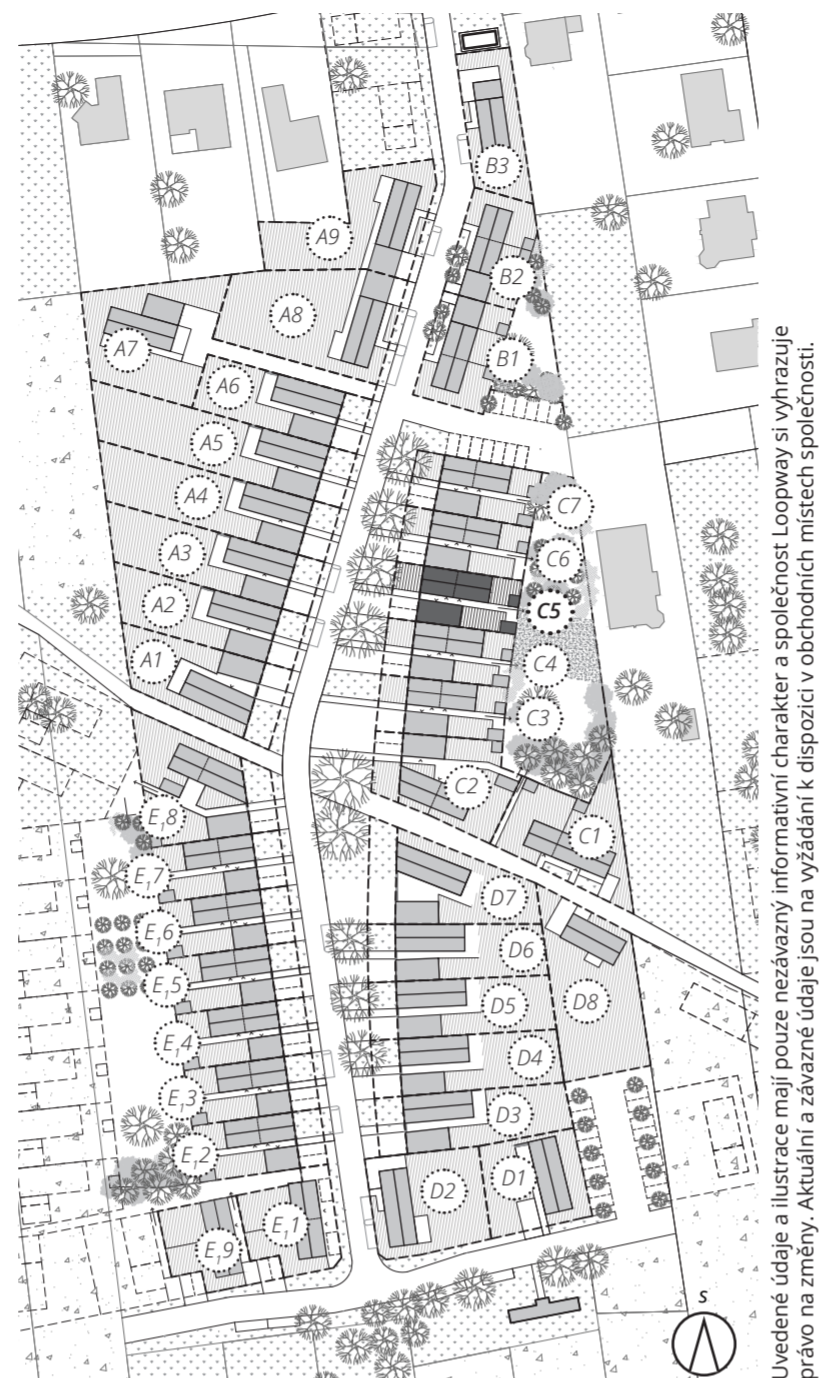 A9
B3
A8
B2
A7
B1
A6
A5
A4
C7
A3
C6
A2
C5
A1
C4
C3
C2
E₁8
C1
E₁7
D7
E₁6
D6
E₁5
D5
D8
E₁4
D4
E₁3
D3
E₁2
D2
D1
E₁1
E₁9
S
Uvedené údaje a ilustrace mají pouze nezávazný informativní charakter a společnost Loopway si vyhrazuje
právo na změny. Aktuální a závazné údaje jsou na vyžádání k dispozici v obchodních místech společnosti.